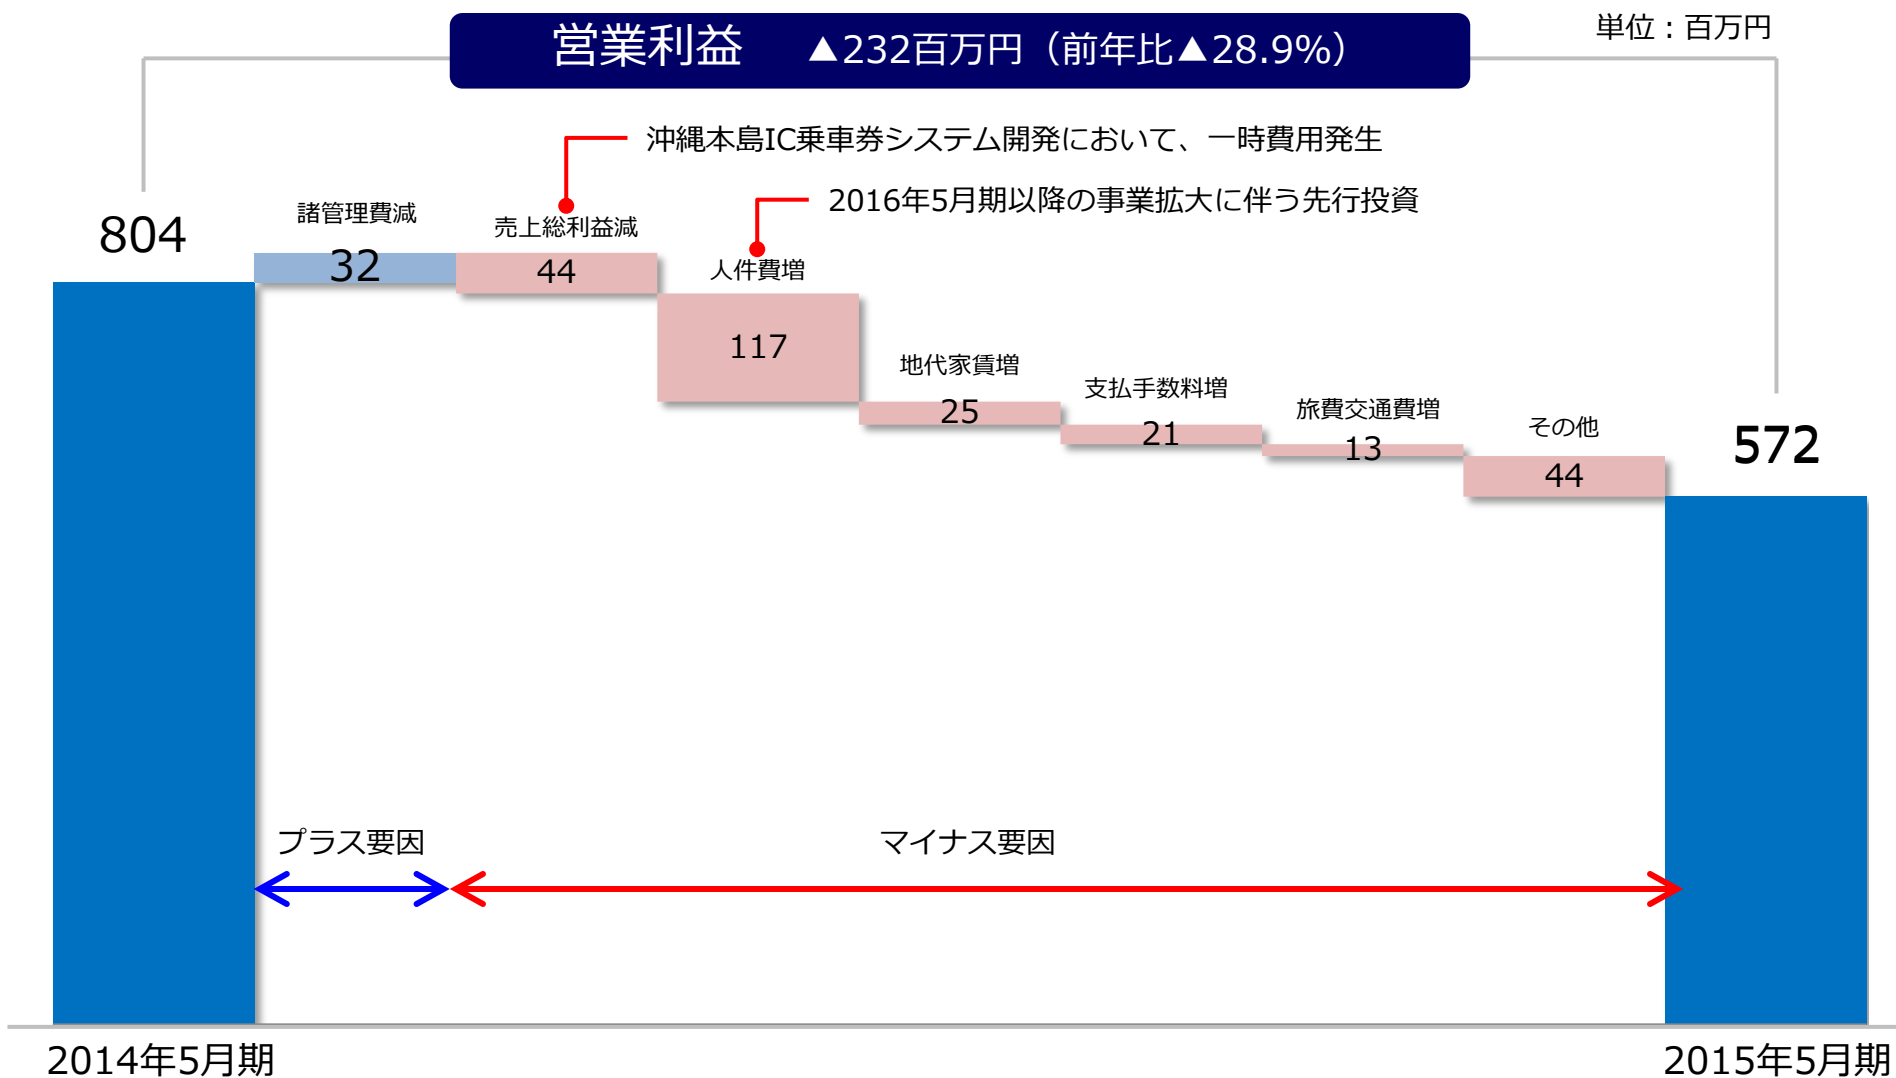 単位：百万円
営業利益　▲232百万円（前年比▲28.9%）
沖縄本島IC乗車券システム開発において、一時費用発生
2016年5月期以降の事業拡大に伴う先行投資
804
諸管理費減
32
売上総利益減
44
人件費増
117
地代家賃増
25
支払手数料増
21
旅費交通費増
13
その他
44
572
プラス要因
マイナス要因
2014年5月期
2015年5月期